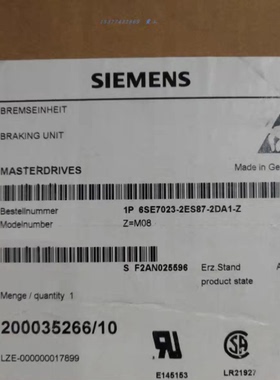 SIEMENS
BREMSEINHEIT
BRAKING UNIT
Made in Ge
MASTERDRIVES
Bestellnummer 1P 6SE7023-2ES87-2DA1-Z
Modelnumber Z=M08
S F2AN025596 Erz.Stand A
product state
Menge / quantity 1
200035266/10
LZE-000000017899
E145153
LR21927